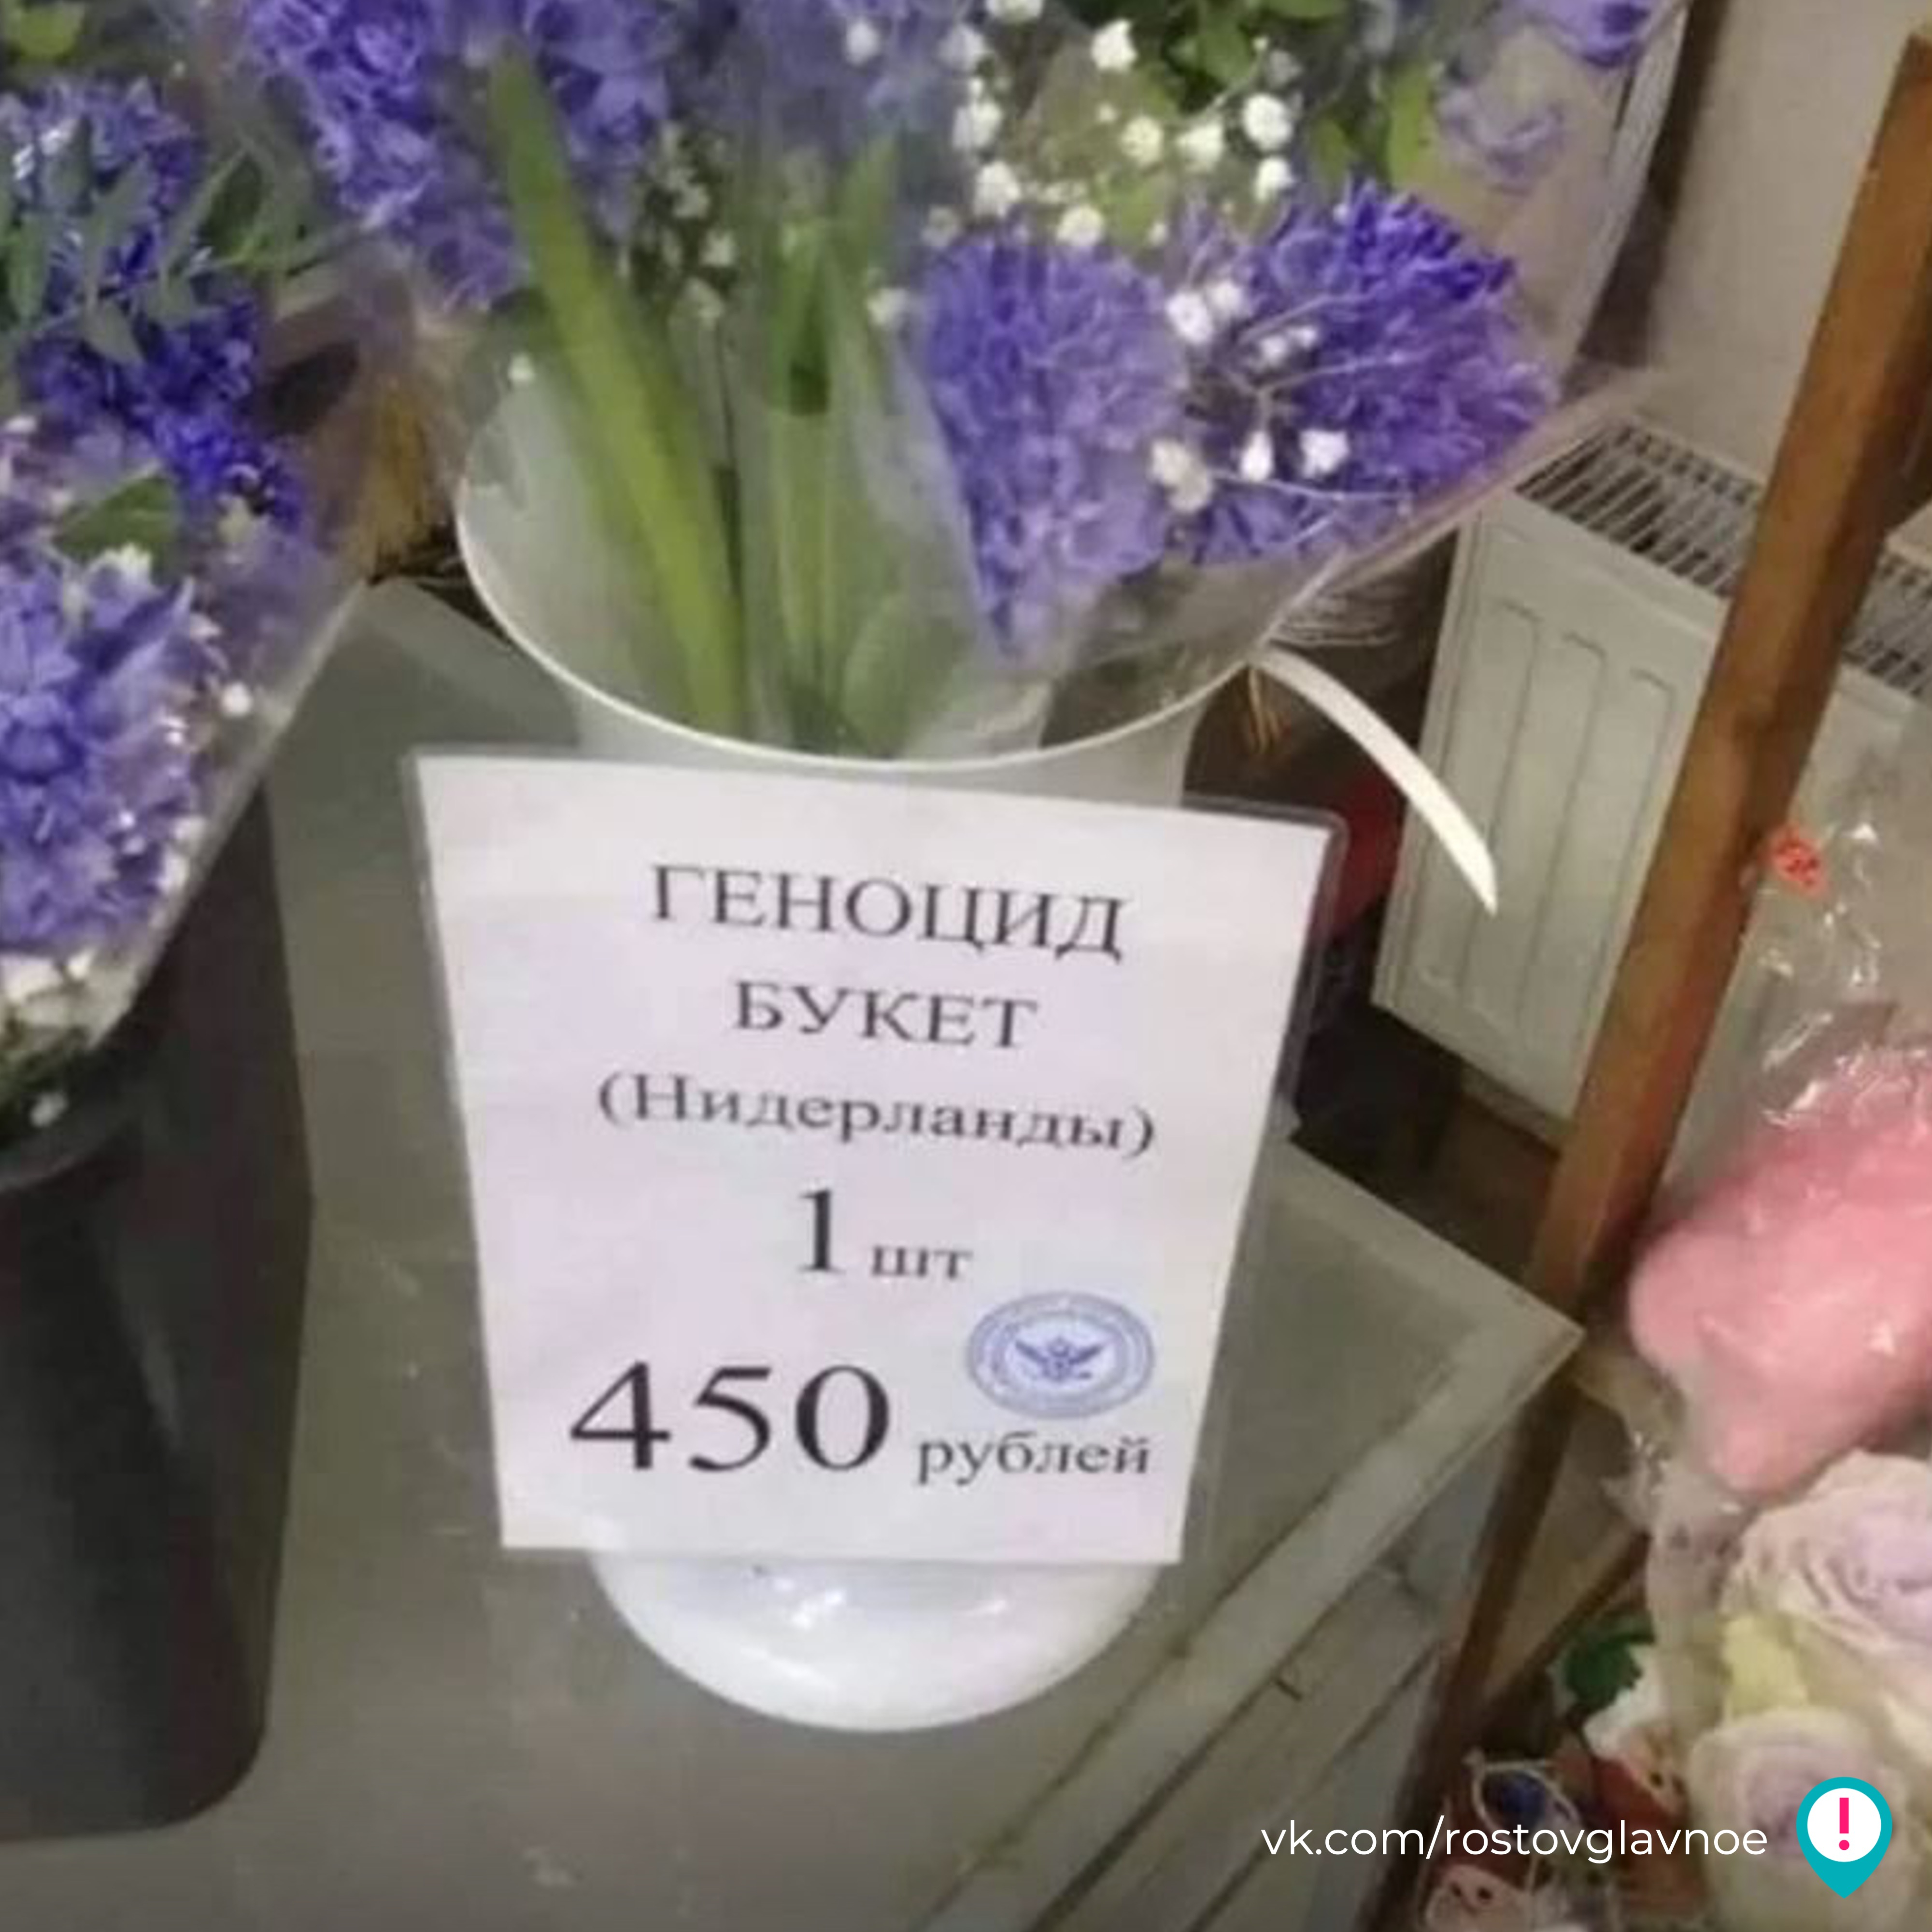 ГЕНОЦИД
БУКЕТ
(Нидерланды)
1 шт
450 рублей
vk.com/rostovglavnoe